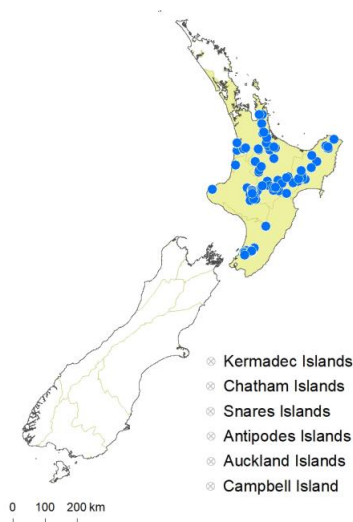 Kermadec Islands
Chatham Islands
Snares Islands
Antipodes Islands
Auckland Islands
Campbell Island
0 100 200 km